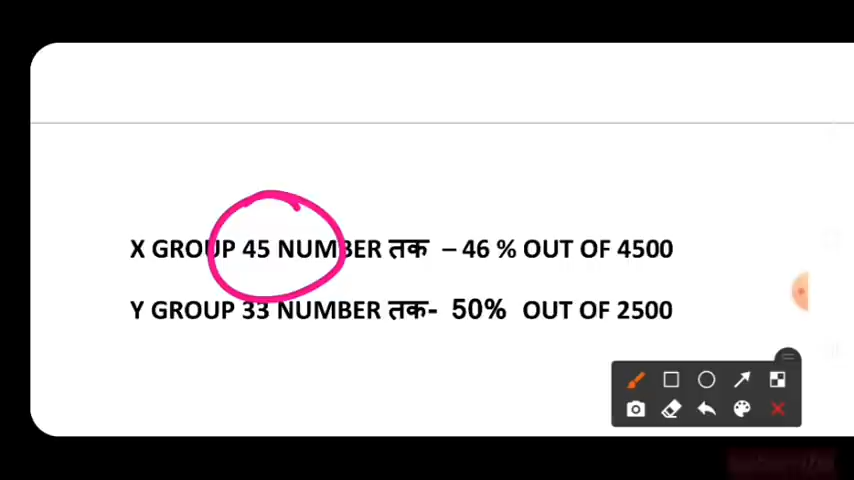 X GROUP 45 NUMBER तक – 46 % OUT OF 4500
Y GROUP 33 NUMBER तक- 50% OUT OF 2500